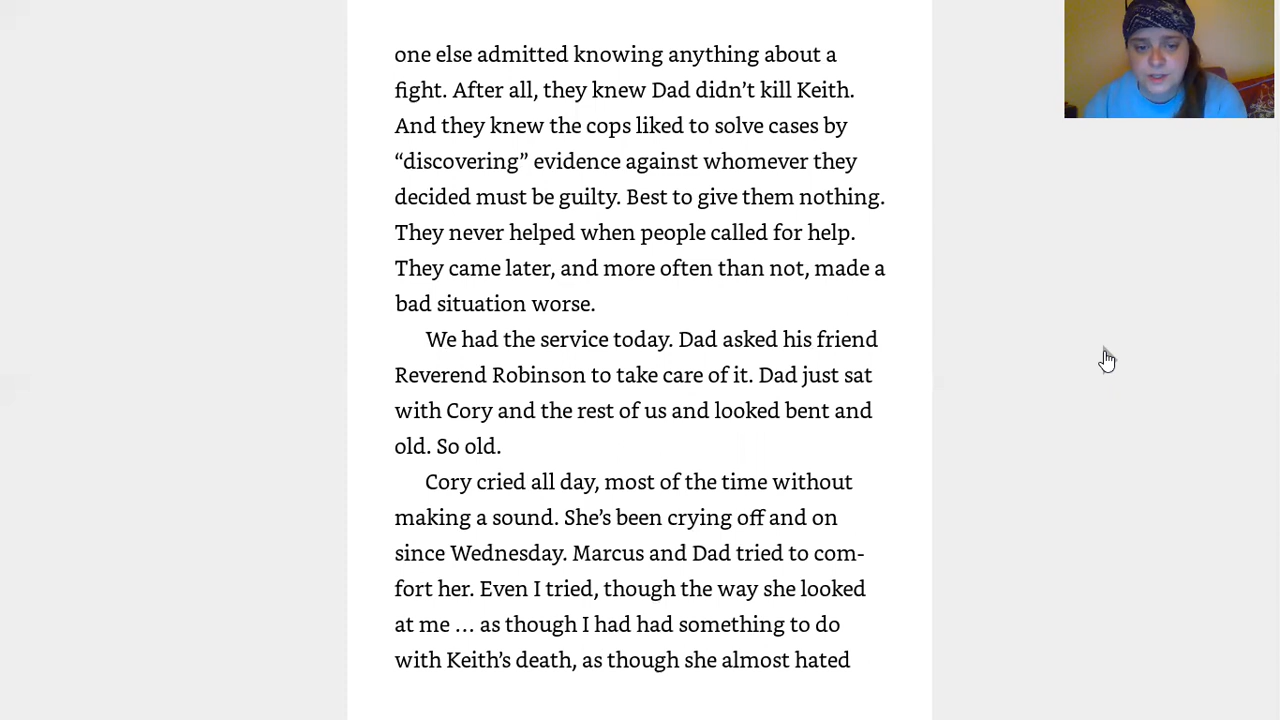 one else admitted knowing anything about a
fight. After all, they knew Dad didn’t kill Keith.
And they knew the cops liked to solve cases by
“discovering” evidence against whomever they
decided must be guilty. Best to give them nothing.
They never helped when people called for help.
They came later, and more often than not, made a
bad situation worse.
We had the service today. Dad asked his friend
Reverend Robinson to take care of it. Dad just sat
with Cory and the rest of us and looked bent and
old. So old.
Cory cried all day, most of the time without
making a sound. She’s been crying off and on
since Wednesday. Marcus and Dad tried to com-
fort her. Even I tried, though the way she looked
at me … as though I had had something to do
with Keith’s death, as though she almost hated